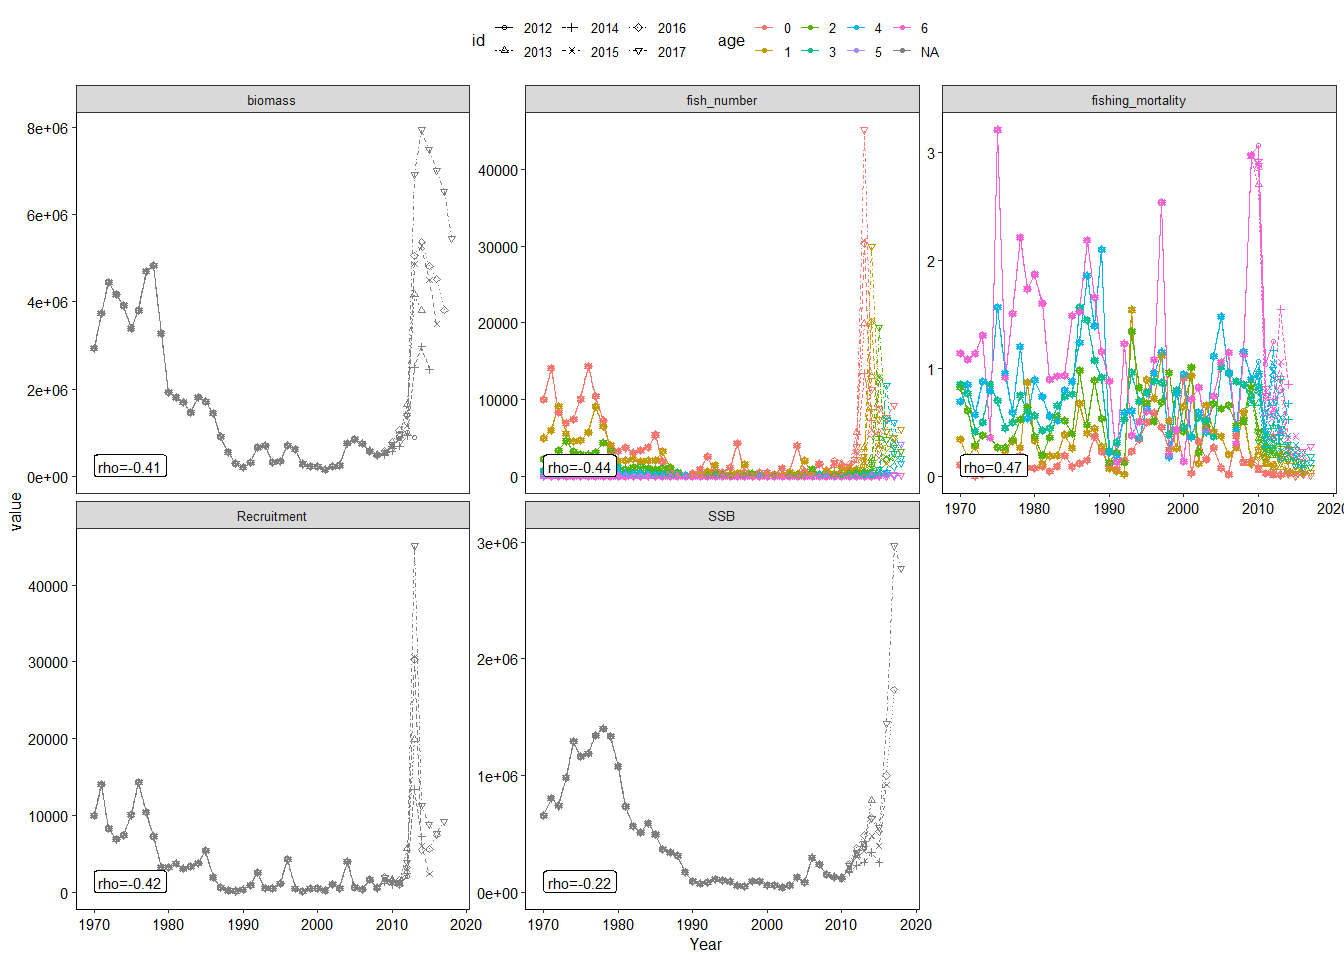 id 2012 2014 2016 age 0 2 4 6
2013 2015 2017 1 3 5 NA
biomass fish_number fishing_mortality
8e+06
6e+06
4e+06
2e+06
0e+00
rho=-0.41
40000
30000
20000
10000
0
rho=-0.44
3
2
1
0
rho=0.47
1970 1980 1990 2000 2010 2020
value
Recruitment SSB
40000
30000
20000
10000
0
rho=-0.42
1970 1980 1990 2000 2010 2020
3e+06
2e+06
1e+06
0e+00
rho=-0.22
1970 1980 1990 2000 2010 2020
Year